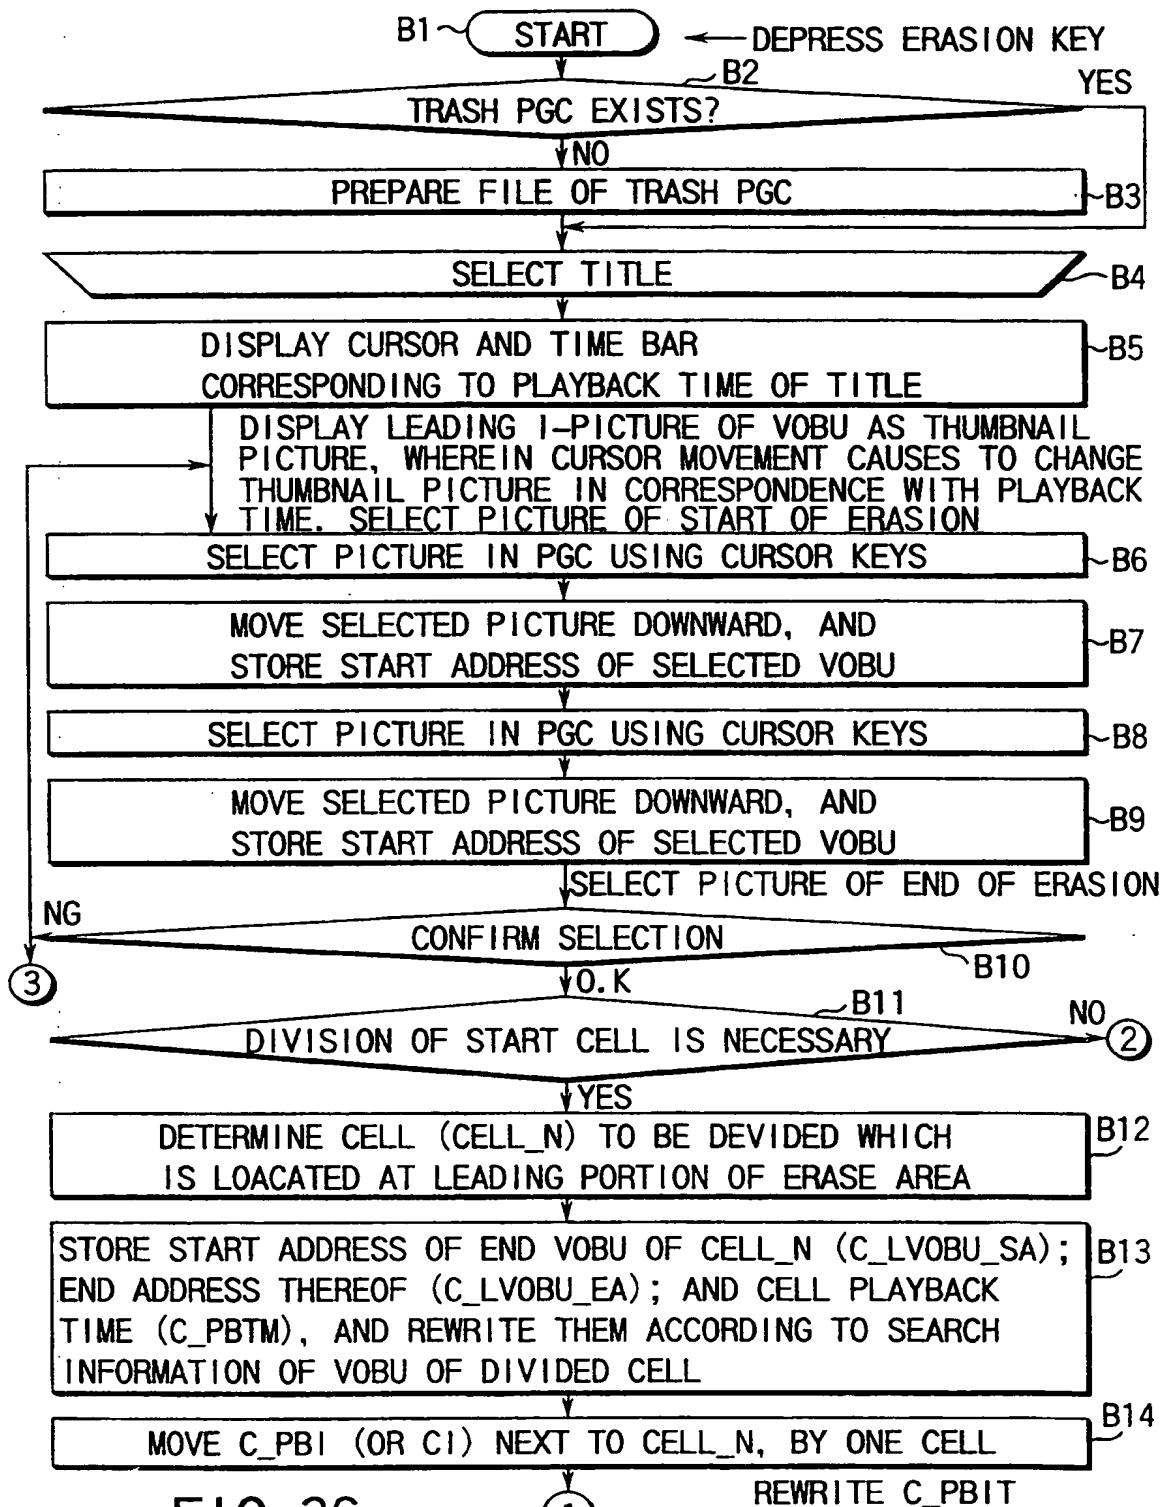 B1
START
DEPRESS ERASION KEY
B2
YES
TRASH PGC EXISTS?
NO
PREPARE FILE OF TRASH PGC
B3
SELECT TITLE
B4
DISPLAY CURSOR AND TIME BAR
CORRESPONDING TO PLAYBACK TIME OF TITLE
B5
DISPLAY LEADING I-PICTURE OF VOBU AS THUMBNAIL
PICTURE, WHEREIN CURSOR MOVEMENT CAUSES TO CHANGE
THUMBNAIL PICTURE IN CORRESPONDENCE WITH PLAYBACK
TIME. SELECT PICTURE OF START OF ERASION
SELECT PICTURE IN PGC USING CURSOR KEYS
B6
MOVE SELECTED PICTURE DOWNWARD, AND
STORE START ADDRESS OF SELECTED VOBU
B7
SELECT PICTURE IN PGC USING CURSOR KEYS
B8
MOVE SELECTED PICTURE DOWNWARD, AND
STORE START ADDRESS OF SELECTED VOBU
B9
SELECT PICTURE OF END OF ERASION
NG
CONFIRM SELECTION
B10
3
O.K
B11
NO
DIVISION OF START CELL IS NECESSARY
2
YES
DETERMINE CELL (CELL_N) TO BE DEVIDED WHICH
IS LOACATED AT LEADING PORTION OF ERASE AREA
B12
STORE START ADDRESS OF END VOBU OF CELL_N (C_LVOBU_SA);
END ADDRESS THEREOF (C_LVOBU_EA); AND CELL PLAYBACK
TIME (C_PBTM), AND REWRITE THEM ACCORDING TO SEARCH
INFORMATION OF VOBU OF DIVIDED CELL
B13
B14
MOVE C_PBI (OR CI) NEXT TO CELL_N, BY ONE CELL
REWRITE C_PBIT